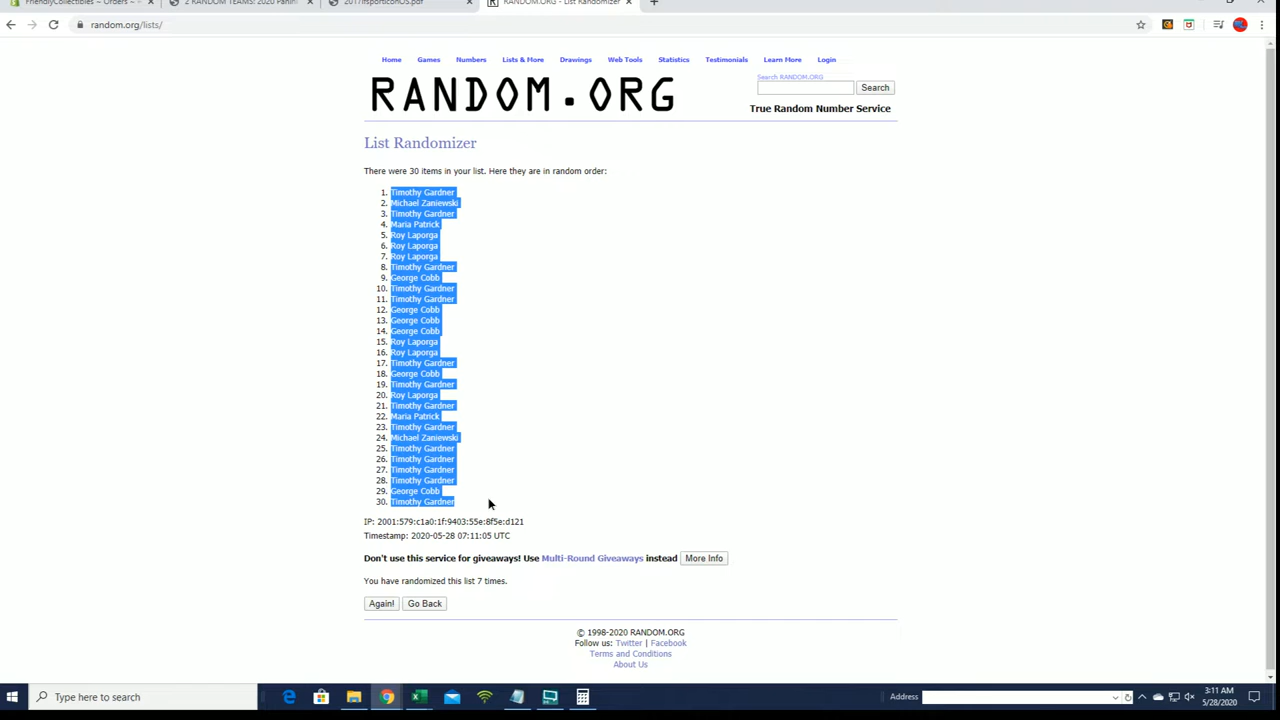 FriendlyCollectibles ~ Orders ~
2 RANDOM TEAMS: 2020 Panini
RANDOM.ORG - List Randomizer
random.org/lists/
Home Games Numbers Lists & More Drawings Web Tools Statistics Testimonials Learn More Login
RANDOM.ORG
Search RANDOM.ORG
Search
True Random Number Service
List Randomizer
There were 30 items in your list. Here they are in random order:
1. Timothy Gardner
2. Michael Zaniewski
3. Timothy Gardner
4. Maria Patrick
5. Roy Laporga
6. Roy Laporga
7. Roy Laporga
8. Timothy Gardner
9. George Cobb
10. Timothy Gardner
11. Timothy Gardner
12. George Cobb
13. George Cobb
14. George Cobb
15. Roy Laporga
16. Roy Laporga
17. Timothy Gardner
18. George Cobb
19. Timothy Gardner
20. Roy Laporga
21. Timothy Gardner
22. Maria Patrick
23. Timothy Gardner
24. Michael Zaniewski
25. Timothy Gardner
26. Timothy Gardner
27. Timothy Gardner
28. Timothy Gardner
29. George Cobb
30. Timothy Gardner
IP: 2001:579:c1a0:1f:9403:55e:8f5e:d121
Timestamp: 2020-05-28 07:11:05 UTC
Don't use this service for giveaways! Use Multi-Round Giveaways instead More Info
You have randomized this list 7 times.
Again! Go Back
© 1998-2020 RANDOM.ORG
Follow us: Twitter | Facebook
Terms and Conditions
About Us
Type here to search
Address
3:11 AM
5/28/2020